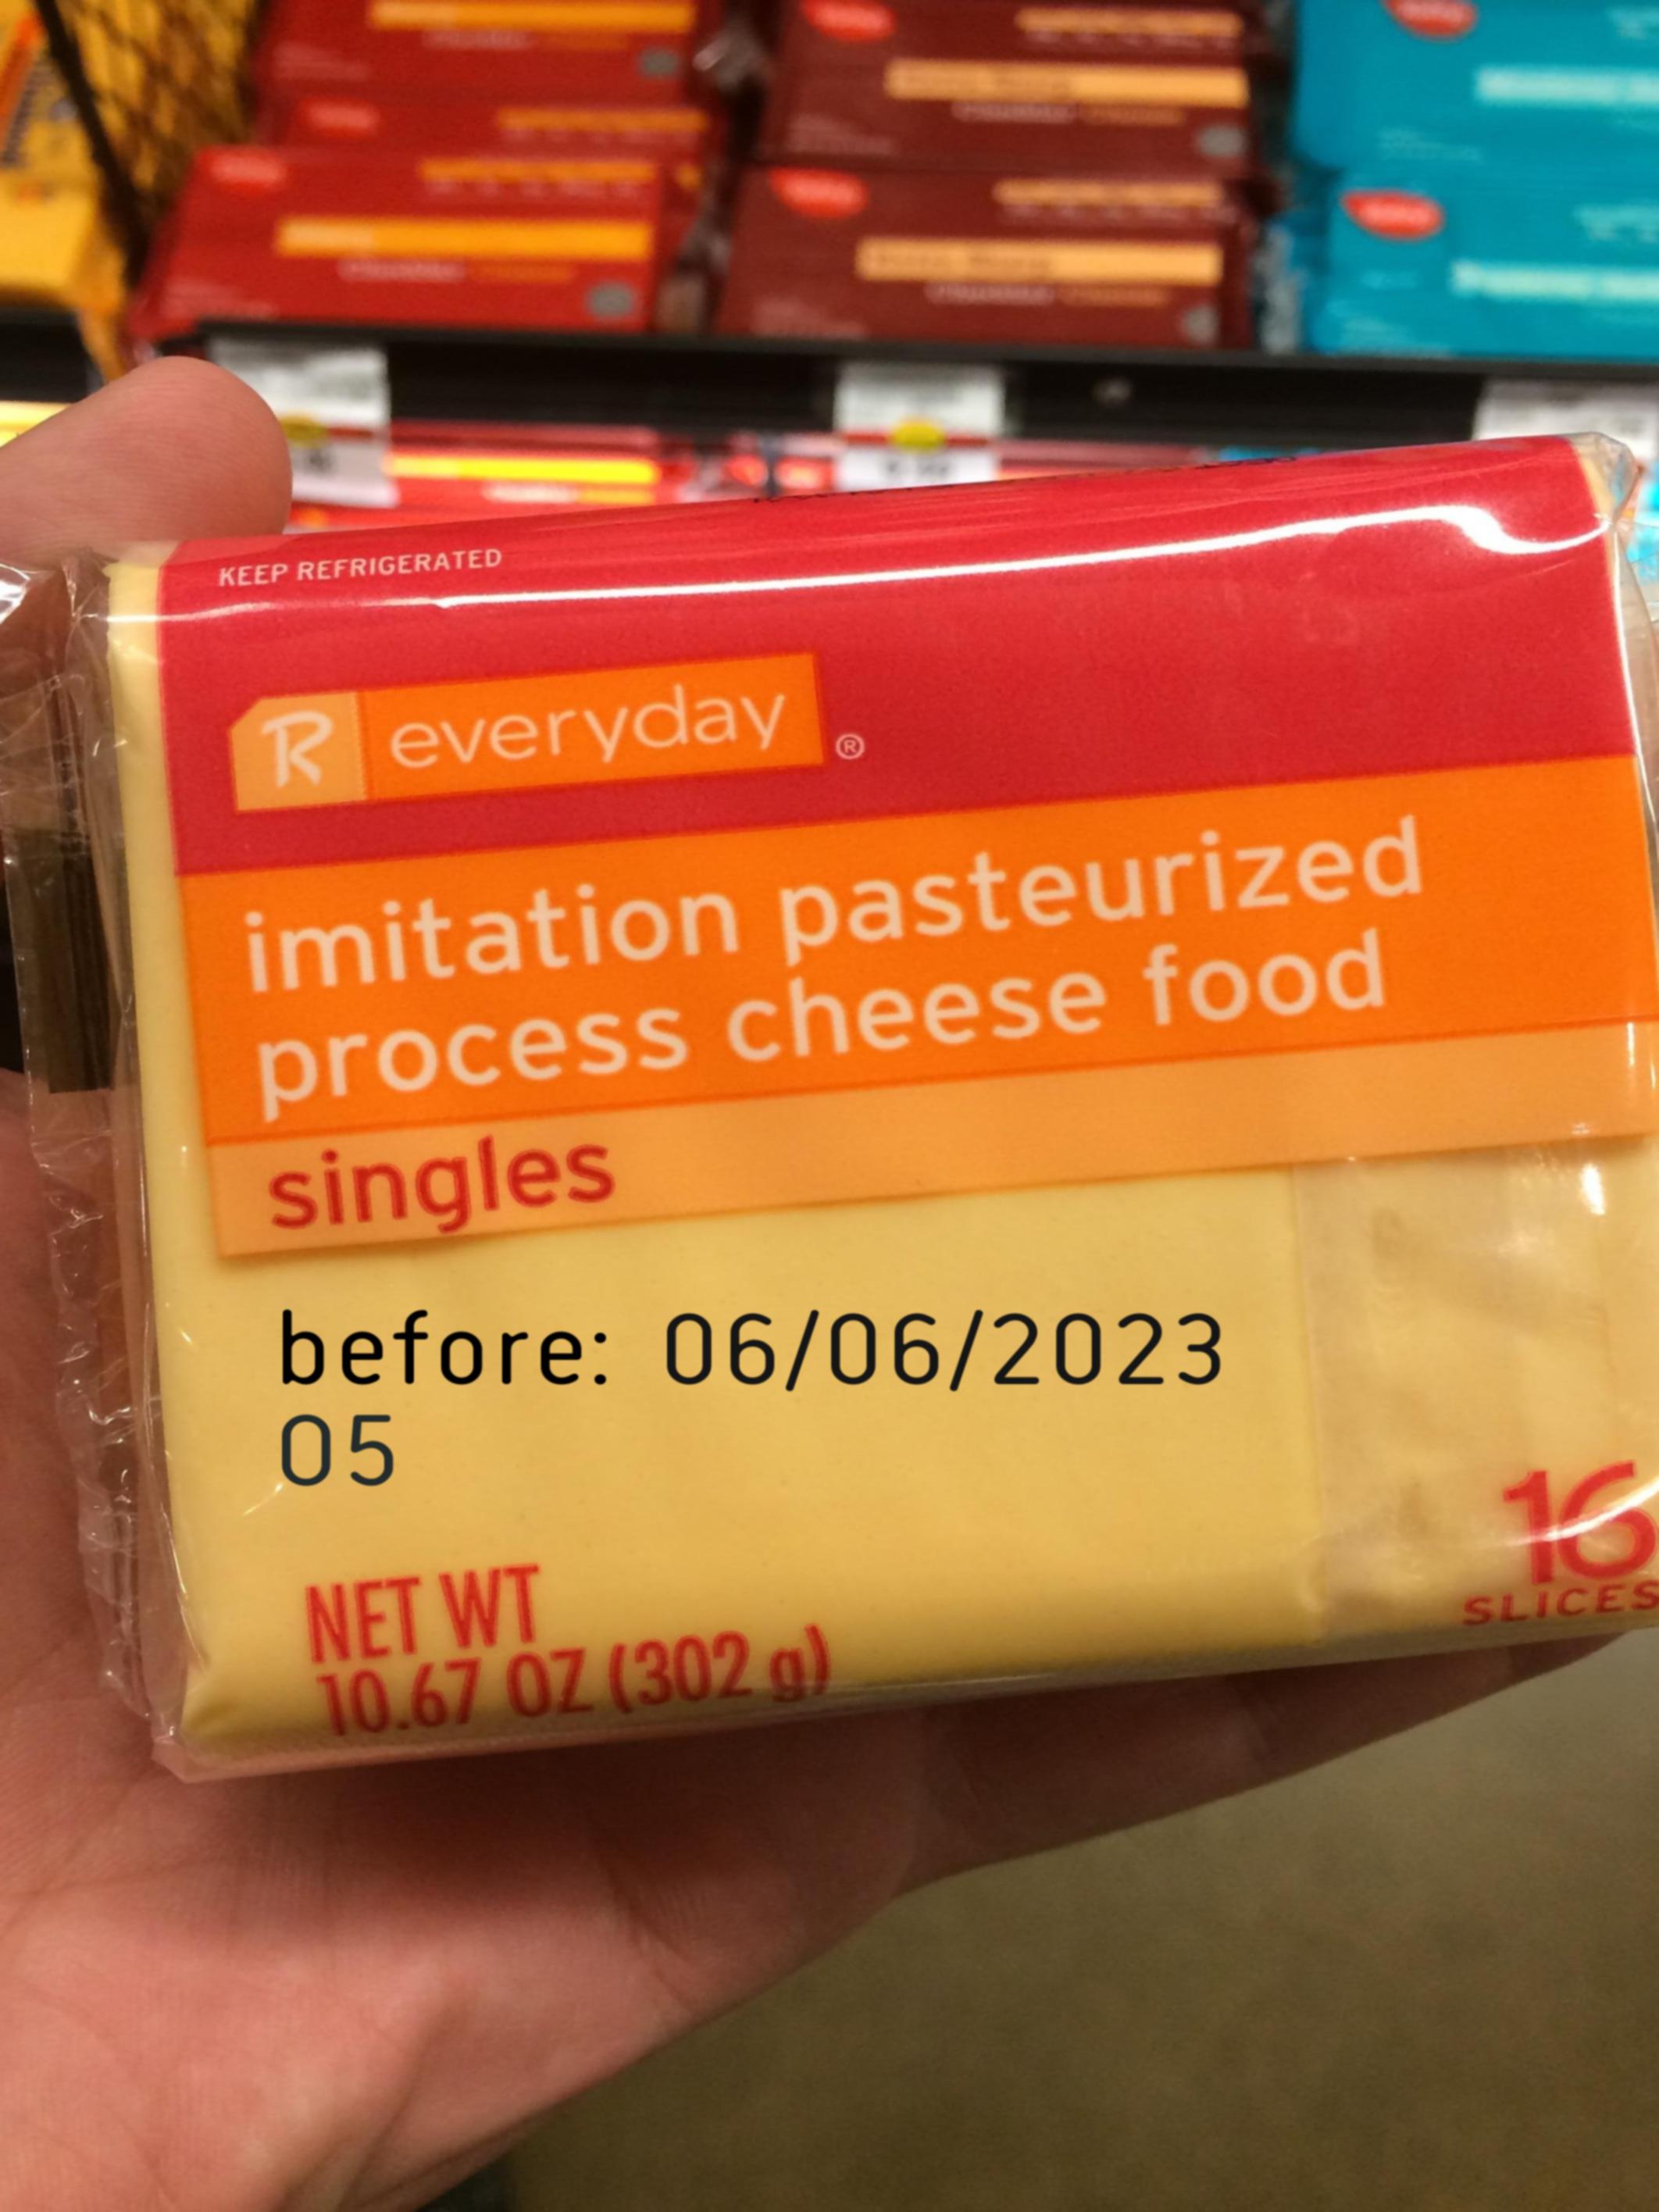 KEEP REFRIGERATED
R everyday ®
imitation pasteurized
process cheese food
singles
before: 06/06/2023
05
16
SLICES
NET WT
10.67 OZ (302 g)